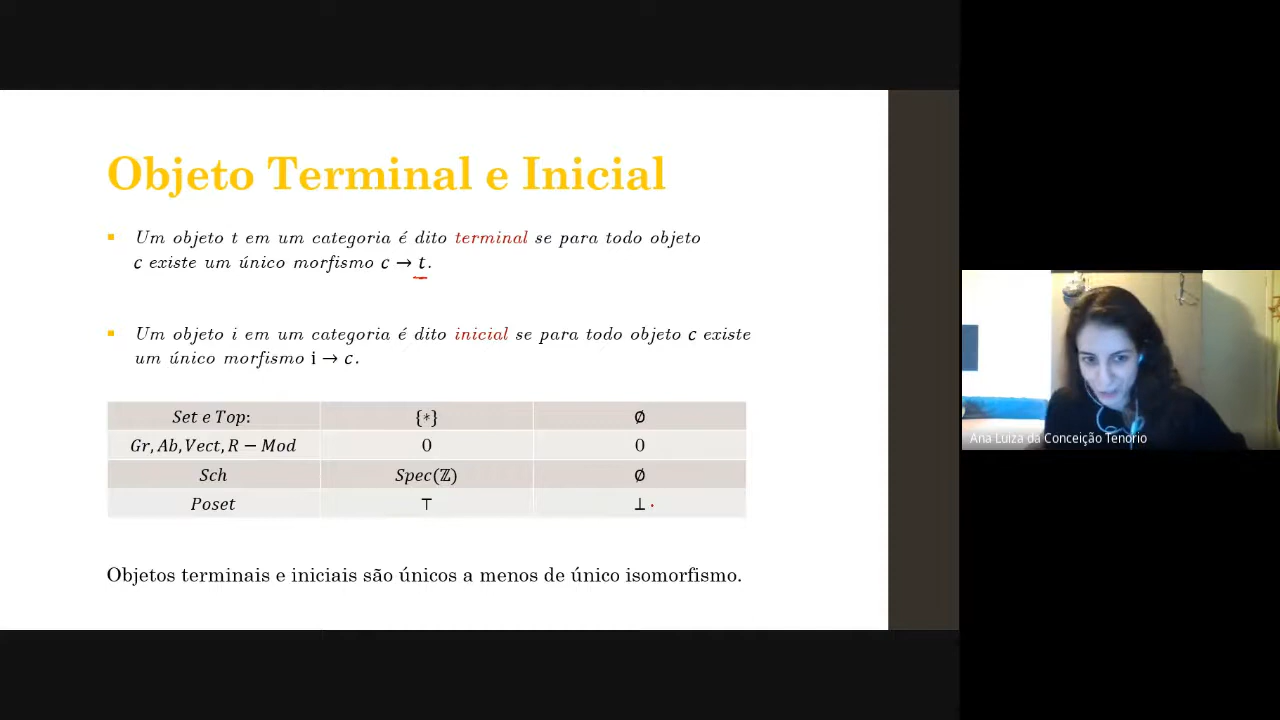 Objeto Terminal e Inicial
Um objeto t em um categoria é dito terminal se para todo objeto
c existe um único morfismo c → t.
Um objeto i em um categoria é dito inicial se para todo objeto c existe
um único morfismo i → c.
Set e Top: {*} ∅
Gr, Ab, Vect, R − Mod 0 0
Sch Spec(ℤ) ∅
Poset ⊤ ⊥
Objetos terminais e iniciais são únicos a menos de único isomorfismo.
Ana Luiza da Conceição Tenorio